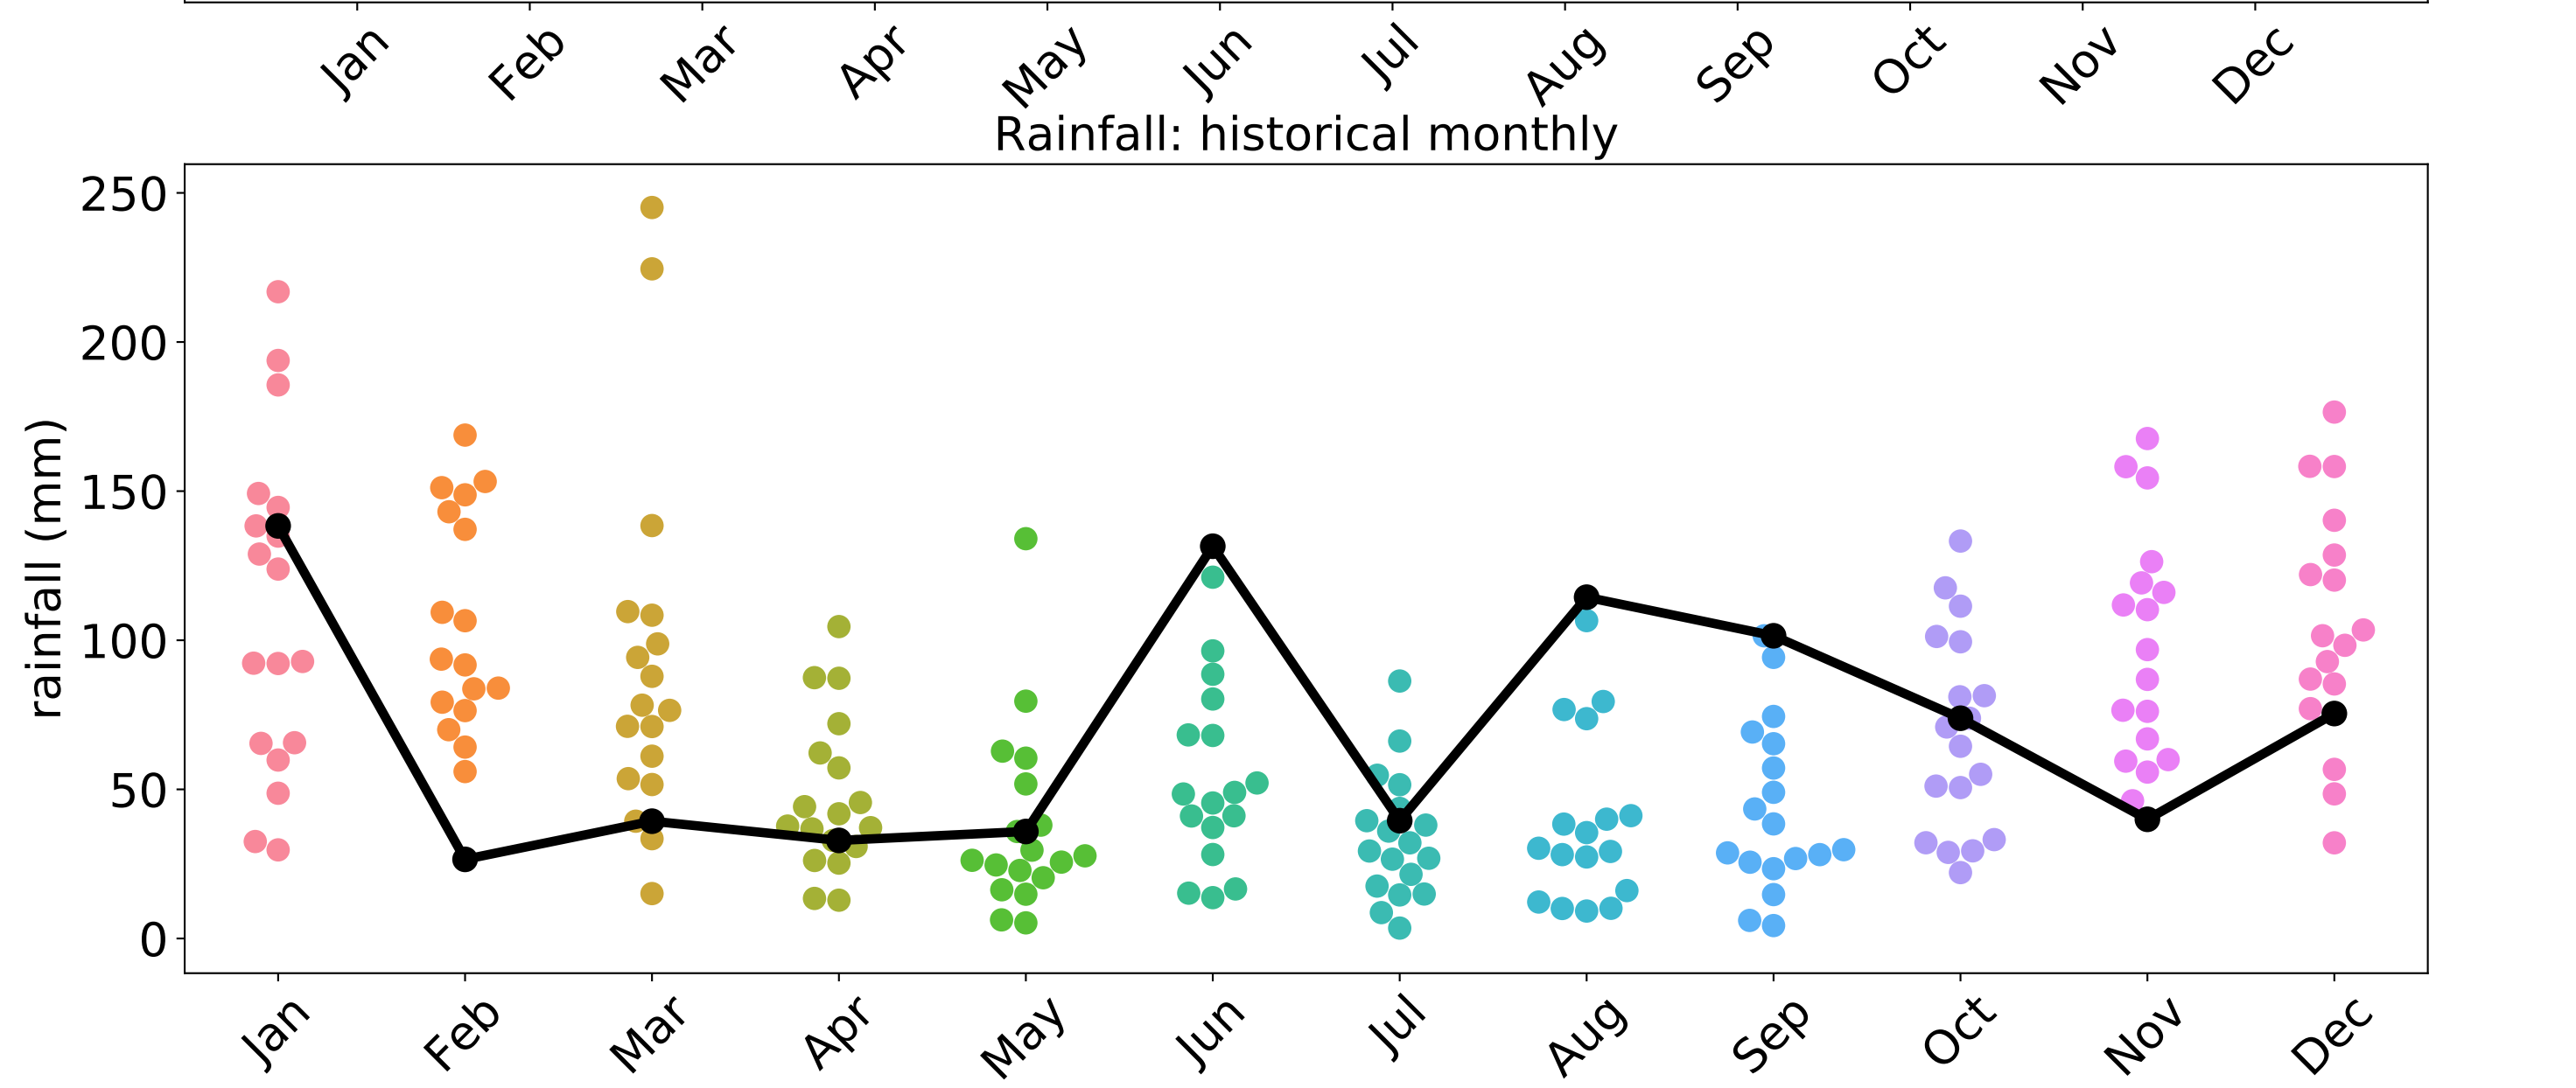 Jan Feb Mar Apr May Jun Jul Aug Sep Oct Nov Dec
Rainfall: historical monthly
250
200
150
100
50
0
rainfall (mm)
Jan Feb Mar Apr May Jun Jul Aug Sep Oct Nov Dec